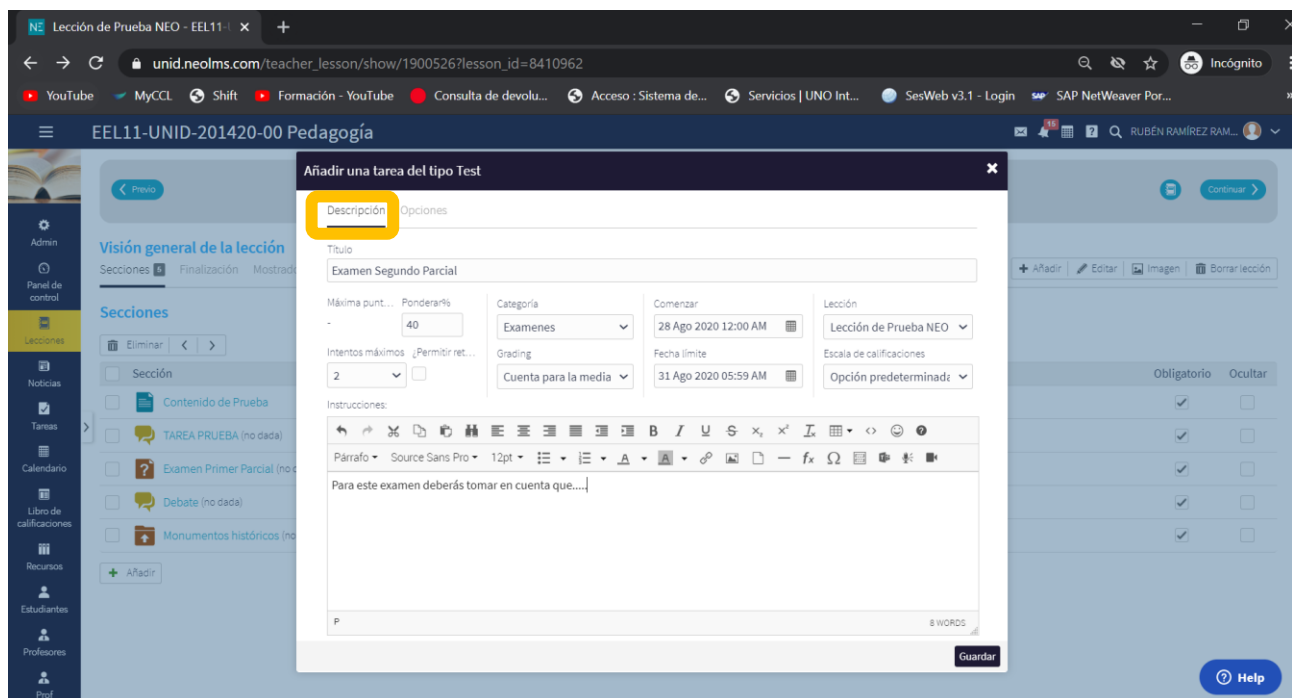 NE Lección de Prueba NEO - EEL11-U
unid.neolms.com/teacher_lesson/show/1900526?lesson_id=8410962
Incógnito
YouTube MyCCL Shift Formación - YouTube Consulta de devolu... Acceso : Sistema de... Servicios | UNO Int... SesWeb v3.1 - Login SAP NetWeaver Por...
EEL11-UNID-201420-00 Pedagogía
15
RUBÉN RAMÍREZ RAM...
Previo
Continuar
Añadir una tarea del tipo Test
Descripción Opciones
Título
Examen Segundo Parcial
Máxima punt... Ponderar% Categoría Comenzar Lección
- 40 Examenes 28 Ago 2020 12:00 AM Lección de Prueba NEO
Intentos máximos ¿Permitir ret... Grading Fecha límite Escala de calificaciones
2 Cuenta para la media 31 Ago 2020 05:59 AM Opción predeterminada
Instrucciones:
Párrafo Source Sans Pro 12pt
Para este examen deberás tomar en cuenta que.....
P 8 WORDS
Guardar
Admin
Panel de
control
Lecciones
Noticias
Tareas
Calendario
Libro de
calificaciones
Recursos
Estudiantes
Profesores
Prof
Visión general de la lección
Secciones 5 Finalización Mostrado
Añadir Editar Imagen Borrar lección
Secciones
Eliminar
Sección Obligatorio Ocultar
Contenido de Prueba
TAREA PRUEBA (no dada)
Examen Primer Parcial (no d
Debate (no dada)
Monumentos históricos (no
Añadir
Help